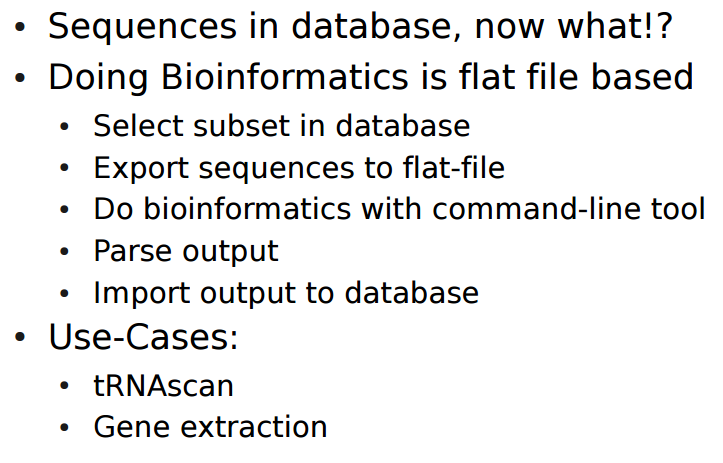 • Sequences in database, now what!?
• Doing Bioinformatics is flat file based
• Select subset in database
• Export sequences to flat-file
• Do bioinformatics with command-line tool
• Parse output
• Import output to database
• Use-Cases:
• tRNAscan
• Gene extraction